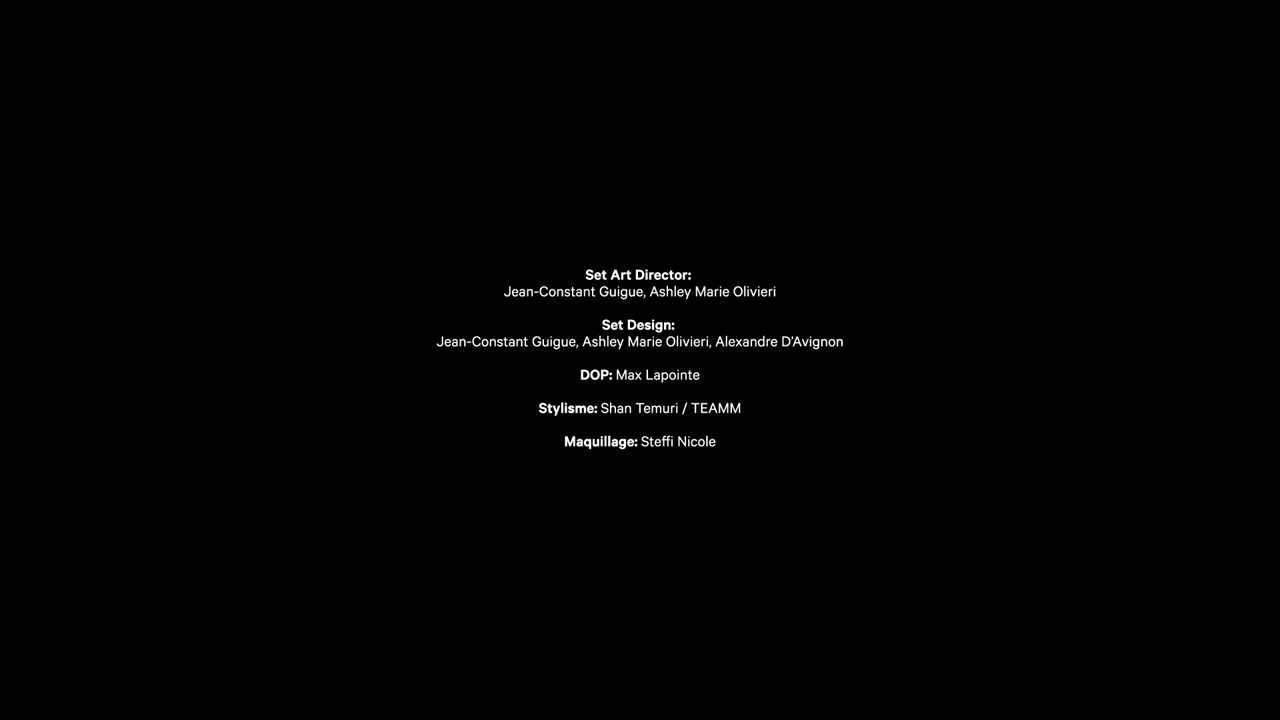 Set Art Director:
Jean-Constant Guigue, Ashley Marie Olivieri
Set Design:
Jean-Constant Guigue, Ashley Marie Olivieri, Alexandre D’Avignon
DOP: Max Lapointe
Stylisme: Shan Temuri / TEAMM
Maquillage: Steffi Nicole